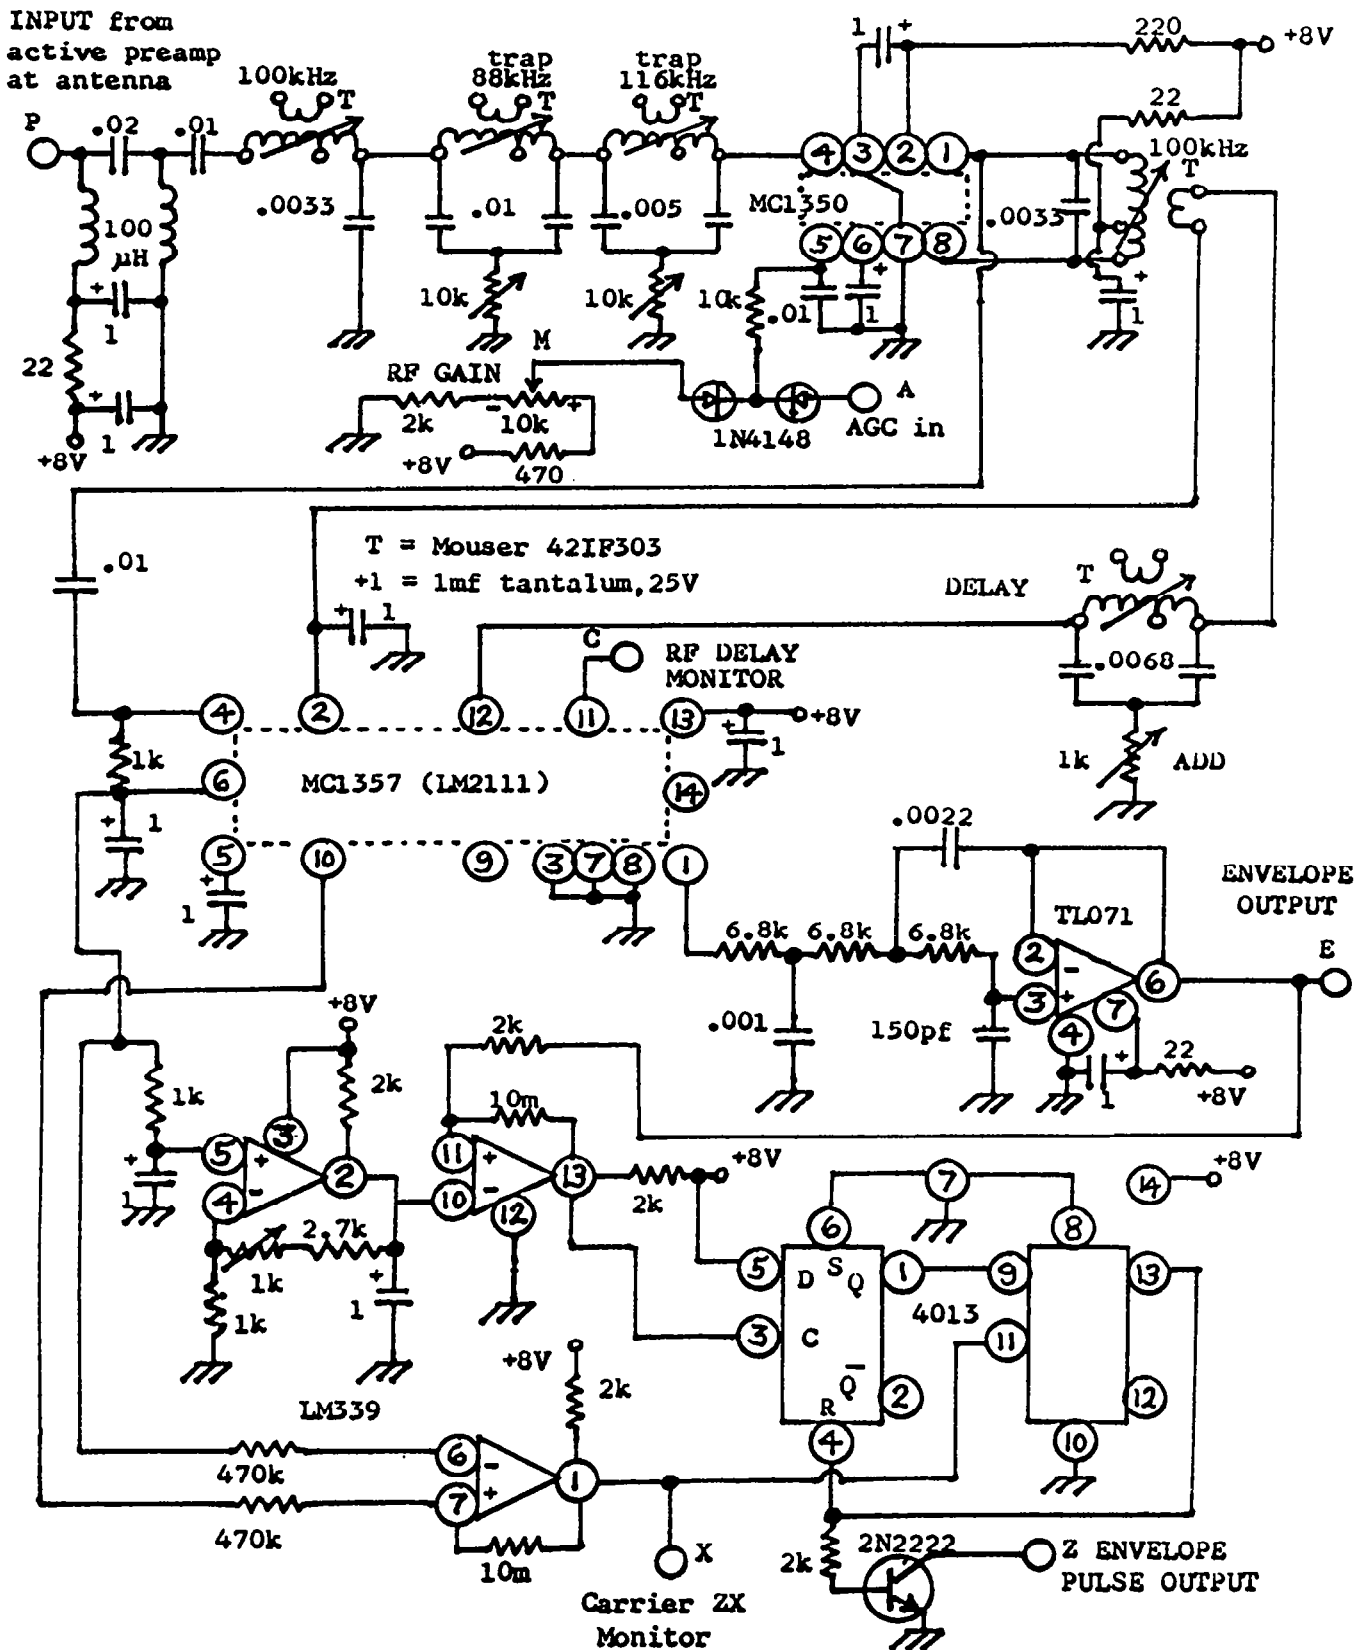 INPUT from
active preamp
at antenna
P
.02
.01
100kHz
T
trap
88kHz
T
trap
116kHz
T
1
+
220
+8V
22
100kHz
T
4
3
2
1
MC1350
5
6
7
8
+
.0033
.01
.005
.0033
100
µH
+
1
22
+
1
+8V
10k
10k
10k
.01
1
+
1
M
RF GAIN
2k
-
10k
+
+8V
470
1N4148
A
AGC in
.01
T = Mouser 42IF303
+1 = 1mf tantalum,25V
+
1
DELAY
T
.0068
1k
ADD
C
RF DELAY
MONITOR
4
2
12
11
13
+8V
+
1
1k
6
MC1357 (LM2111)
14
+
1
5
10
9
3
7
8
1
+
1
.0022
ENVELOPE
OUTPUT
TL071
E
6.8k
6.8k
6.8k
2
-
3
+
6
7
4
.001
150pf
+
1
22
+8V
+8V
2k
2k
1k
10m
3
5
+
4
-
2
11
+
10
-
13
12
2k
+8V
+
1
2.7k
1k
1k
+
1
7
14
+8V
6
8
5
D
S
Q
1
9
13
4013
3
C
11
Q
2
12
R
4
10
LM339
+8V
2k
470k
470k
6
-
7
+
1
10m
X
Carrier ZX
Monitor
2k
2N2222
Z ENVELOPE
PULSE OUTPUT